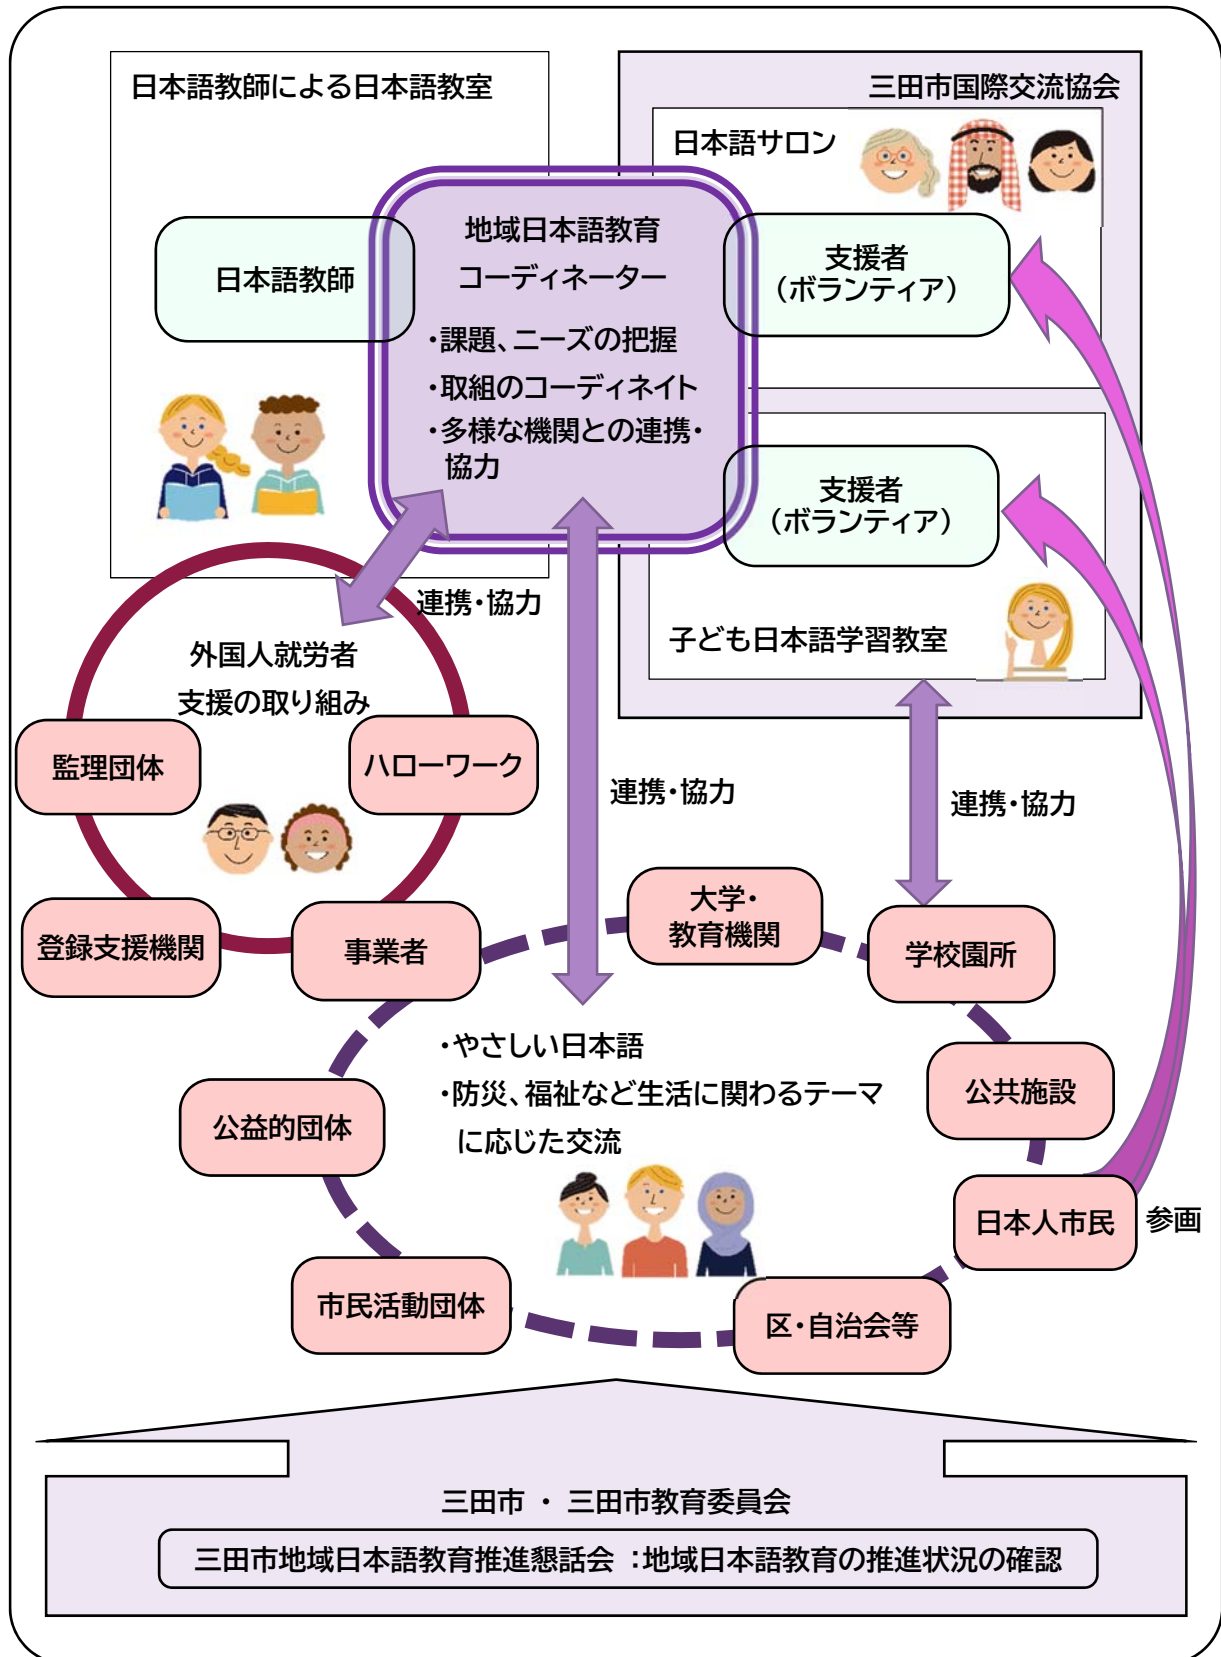 日本語教師による日本語教室
三田市国際交流協会
日本語サロン
地域日本語教育
コーディネーター
・課題、ニーズの把握
・取組のコーディネイト
・多様な機関との連携・
協力
日本語教師
支援者
（ボランティア）
支援者
（ボランティア）
子ども日本語学習教室
連携・協力
外国人就労者
支援の取り組み
監理団体
ハローワーク
登録支援機関
事業者
連携・協力
連携・協力
大学・
教育機関
学校園所
・やさしい日本語
・防災、福祉など生活に関わるテーマ
に応じた交流
公共施設
公益的団体
日本人市民
参画
市民活動団体
区・自治会等
三田市 ・ 三田市教育委員会
三田市地域日本語教育推進懇話会 ：地域日本語教育の推進状況の確認